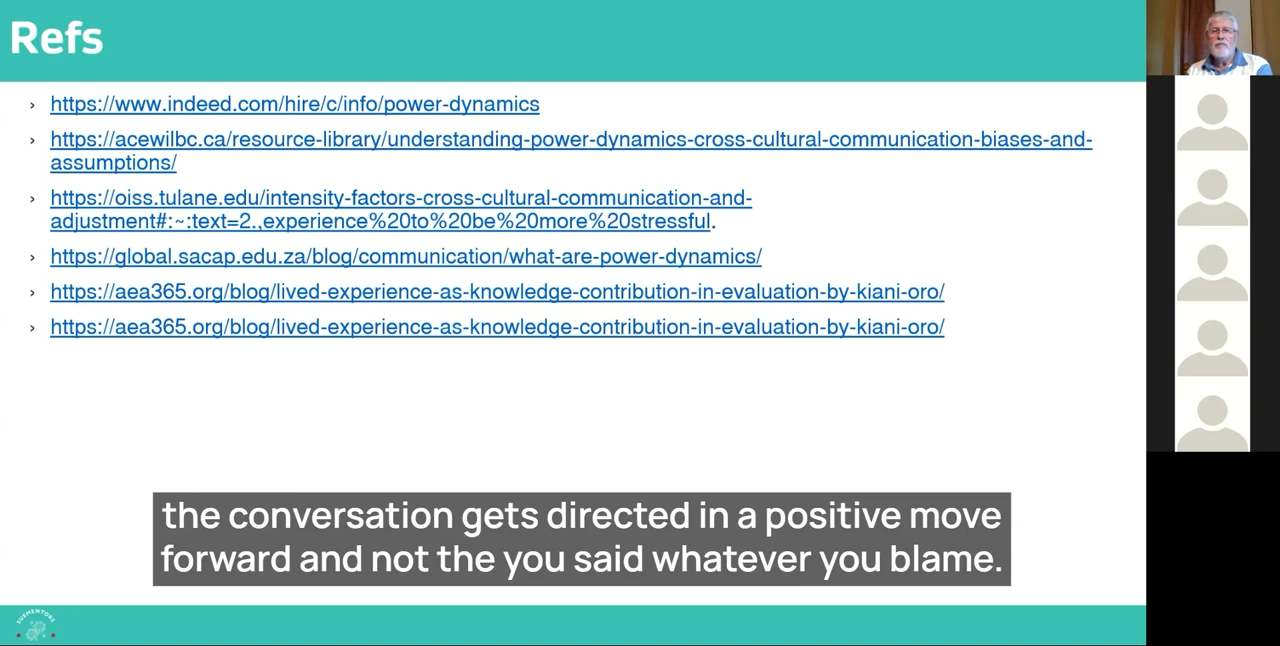 Refs
› https://www.indeed.com/hire/c/info/power-dynamics
› https://acewilbc.ca/resource-library/understanding-power-dynamics-cross-cultural-communication-biases-and-
assumptions/
› https://oiss.tulane.edu/intensity-factors-cross-cultural-communication-and-
adjustment#:~:text=2.,experience%20to%20be%20more%20stressful.
› https://global.sacap.edu.za/blog/communication/what-are-power-dynamics/
› https://aea365.org/blog/lived-experience-as-knowledge-contribution-in-evaluation-by-kiani-oro/
› https://aea365.org/blog/lived-experience-as-knowledge-contribution-in-evaluation-by-kiani-oro/
the conversation gets directed in a positive move
forward and not the you said whatever you blame.